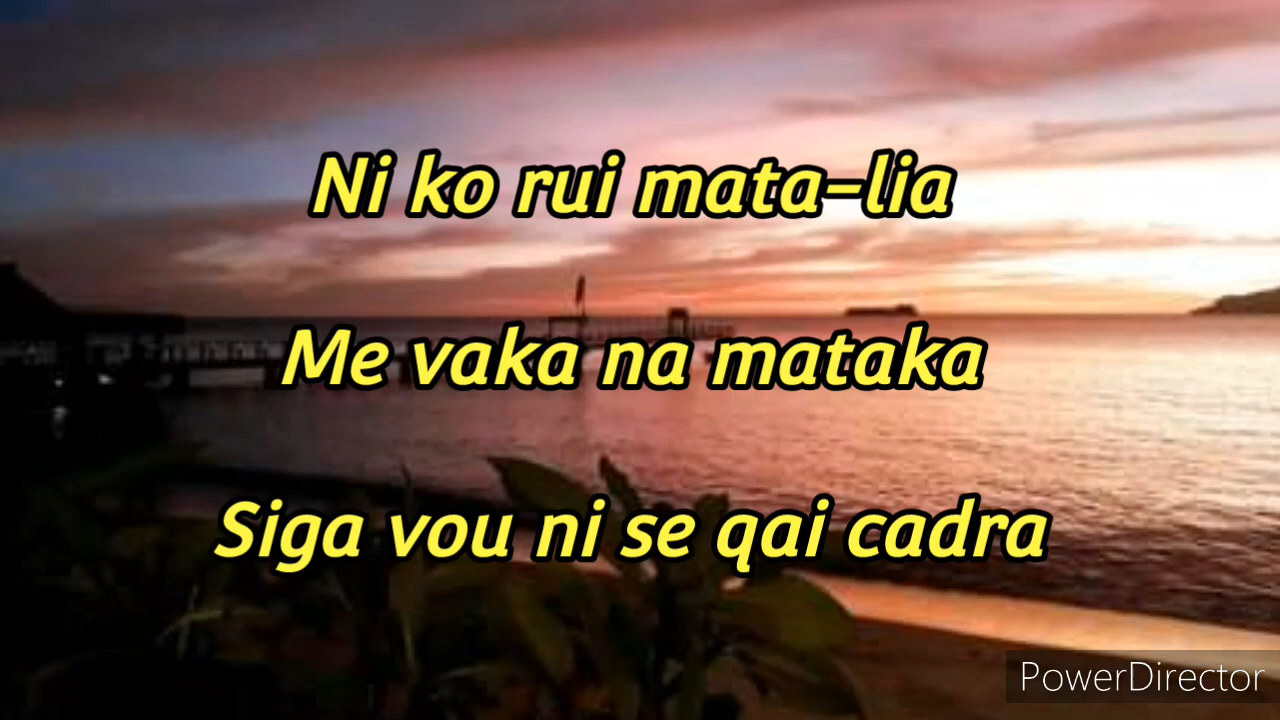 Ni ko rui mata-lia
Me vaka na mataka
Siga vou ni se qai cadra
PowerDirector